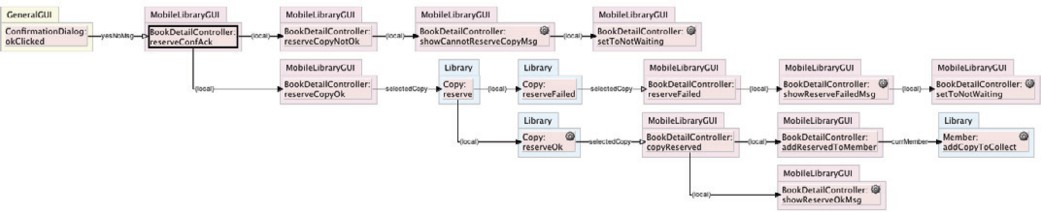 GeneralGUI
ConfirmationDialog:
okClicked
yesNoMsg
MobileLibraryGUI
BookDetailController:
reserveConfAck
(local)
MobileLibraryGUI
BookDetailController:
reserveCopyNotOk
(local)
MobileLibraryGUI
BookDetailController:
showCannotReserveCopyMsg
(local)
MobileLibraryGUI
BookDetailController:
setToNotWaiting
(local)
MobileLibraryGUI
BookDetailController:
reserveCopyOk
selectedCopy
Library
Copy:
reserve
(local)
Library
Copy:
reserveFailed
selectedCopy
MobileLibraryGUI
BookDetailController:
reserveFailed
(local)
MobileLibraryGUI
BookDetailController:
showReserveFailedMsg
(local)
MobileLibraryGUI
BookDetailController:
setToNotWaiting
(local)
Library
Copy:
reserveOk
selectedCopy
MobileLibraryGUI
BookDetailController:
copyReserved
(local)
MobileLibraryGUI
BookDetailController:
addReservedToMember
currMember
Library
Member:
addCopyToCollect
(local)
MobileLibraryGUI
BookDetailController:
showReserveOkMsg